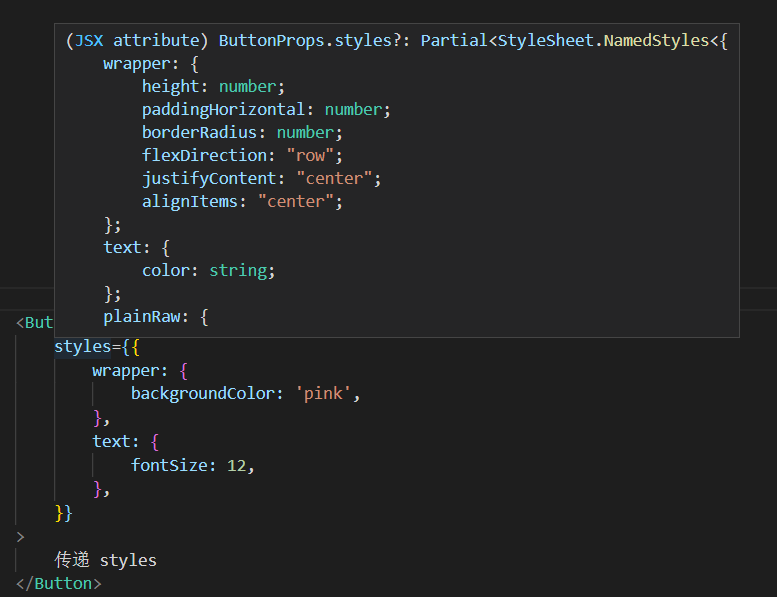 (JSX attribute) ButtonProps.styles?: Partial<StyleSheet.NamedStyles<{
    wrapper: {
        height: number;
        paddingHorizontal: number;
        borderRadius: number;
        flexDirection: "row";
        justifyContent: "center";
        alignItems: "center";
    };
    text: {
        color: string;
    };
    plainRaw: {
<But
    styles={{
        wrapper: {
            backgroundColor: 'pink',
        },
        text: {
            fontSize: 12,
        },
    }}
>
    传递 styles
</Button>